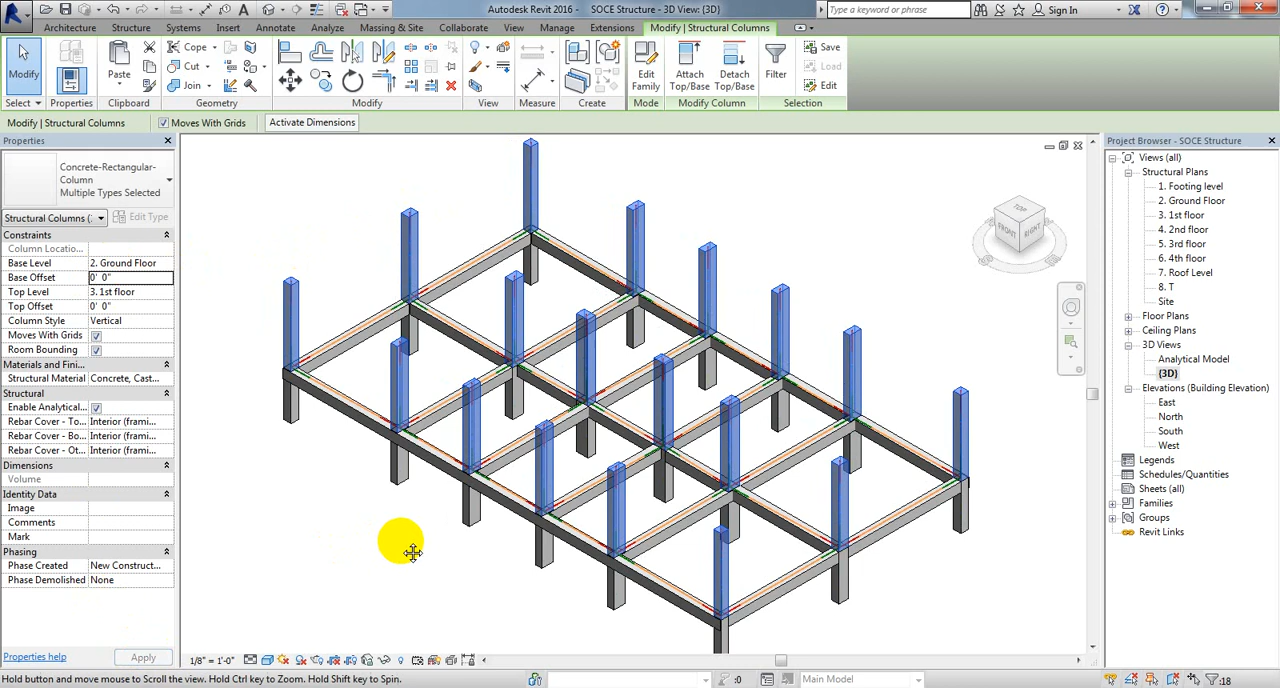 Autodesk Revit 2016 - SOCE Structure - 3D View: {3D}
Type a keyword or phrase
Sign In
Architecture Structure Systems Insert Annotate Analyze Massing & Site Collaborate View Manage Extensions Modify | Structural Columns
Modify
Paste
Cope
Cut
Join
Edit
Family
Attach
Top/Base
Detach
Top/Base
Filter
Save
Load
Edit
Select Properties Clipboard Geometry Modify View Measure Create Mode Modify Column Selection
Modify | Structural Columns
Moves With Grids
Activate Dimensions
Properties
Concrete-Rectangular-
Column
Multiple Types Selected
Structural Columns (:
Edit Type
Constraints
Column Locatio...
Base Level 2. Ground Floor
Base Offset 0' 0"
Top Level 3. 1st floor
Top Offset 0' 0"
Column Style Vertical
Moves With Grids
Room Bounding
Materials and Fini...
Structural Material Concrete, Cast...
Structural
Enable Analytical...
Rebar Cover - To... Interior (frami...
Rebar Cover - Bo... Interior (frami...
Rebar Cover - Ot... Interior (frami...
Dimensions
Volume
Identity Data
Image
Comments
Mark
Phasing
Phase Created New Construct...
Phase Demolished None
Properties help
Apply
TOP
FRONT
RIGHT
Project Browser - SOCE Structure
Views (all)
Structural Plans
1. Footing level
2. Ground Floor
3. 1st floor
4. 2nd floor
5. 3rd floor
6. 4th floor
7. Roof Level
8. T
Site
Floor Plans
Ceiling Plans
3D Views
Analytical Model
{3D}
Elevations (Building Elevation)
East
North
South
West
Legends
Schedules/Quantities
Sheets (all)
Families
Groups
Revit Links
1/8" = 1'-0"
Hold button and move mouse to Scroll the view. Hold Ctrl key to Zoom. Hold Shift key to Spin.
:0
Main Model
:18